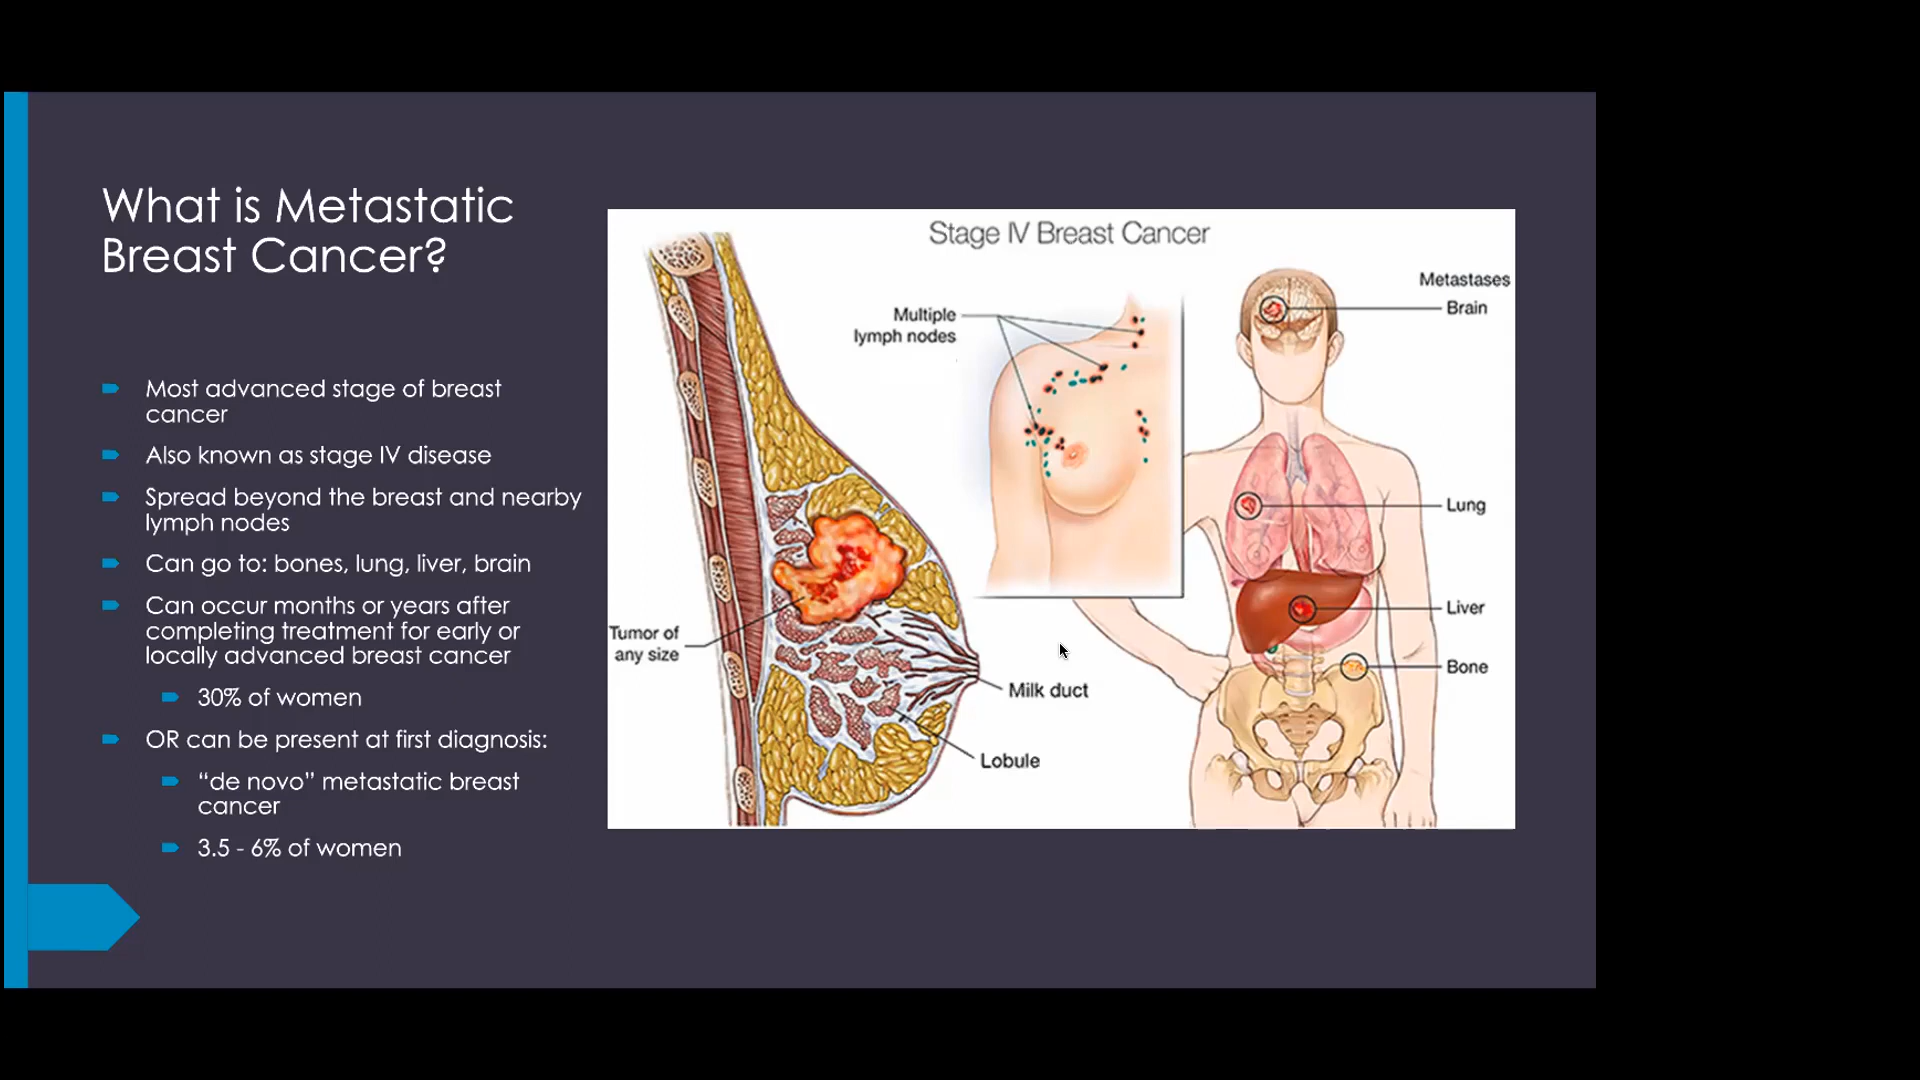 What is Metastatic
Breast Cancer?
Most advanced stage of breast
cancer
Also known as stage IV disease
Spread beyond the breast and nearby
lymph nodes
Can go to: bones, lung, liver, brain
Can occur months or years after
completing treatment for early or
locally advanced breast cancer
30% of women
OR can be present at first diagnosis:
“de novo” metastatic breast
cancer
3.5 - 6% of women
Stage IV Breast Cancer
Multiple
lymph nodes
Tumor of
any size
Milk duct
Lobule
Metastases
Brain
Lung
Liver
Bone